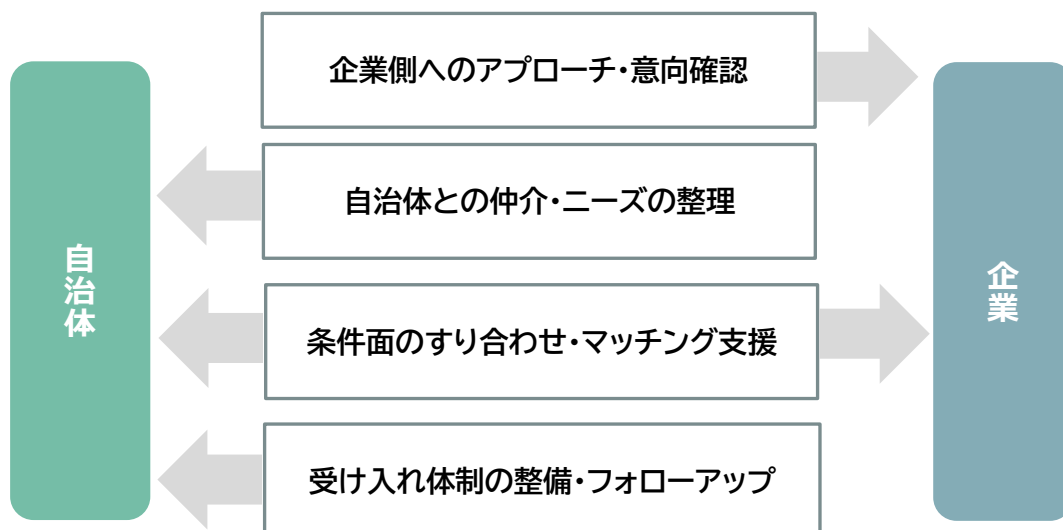 企業側へのアプローチ・意向確認
自治体との仲介・ニーズの整理
条件面のすり合わせ・マッチング支援
受け入れ体制の整備・フォローアップ
自治体
企業